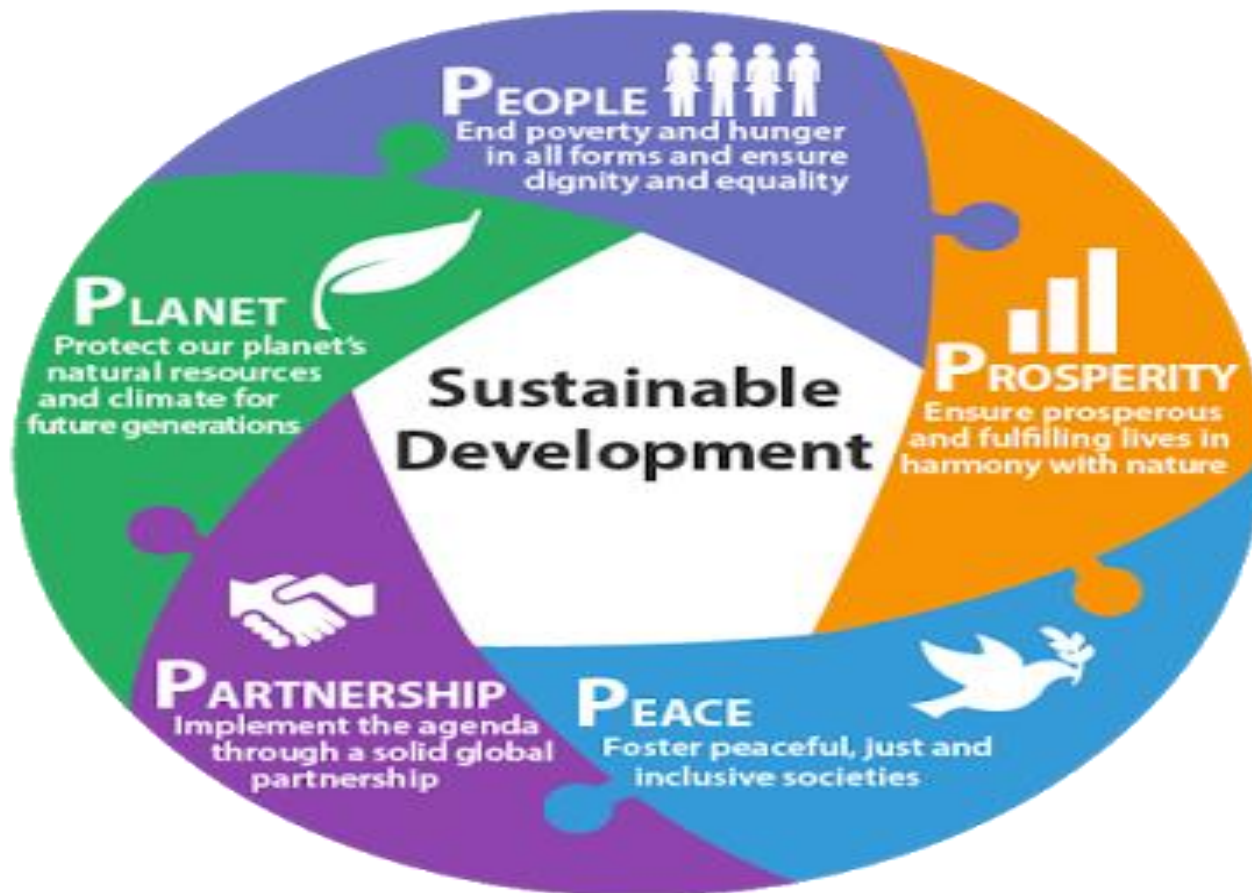 PEOPLE
End poverty and hunger
in all forms and ensure
dignity and equality
PROSPERITY
Ensure prosperous
and fulfilling lives in
harmony with nature
PEACE
Foster peaceful, just and
inclusive societies
PARTNERSHIP
Implement the agenda
through a solid global
partnership
PLANET
Protect our planet's
natural resources
and climate for
future generations
Sustainable
Development